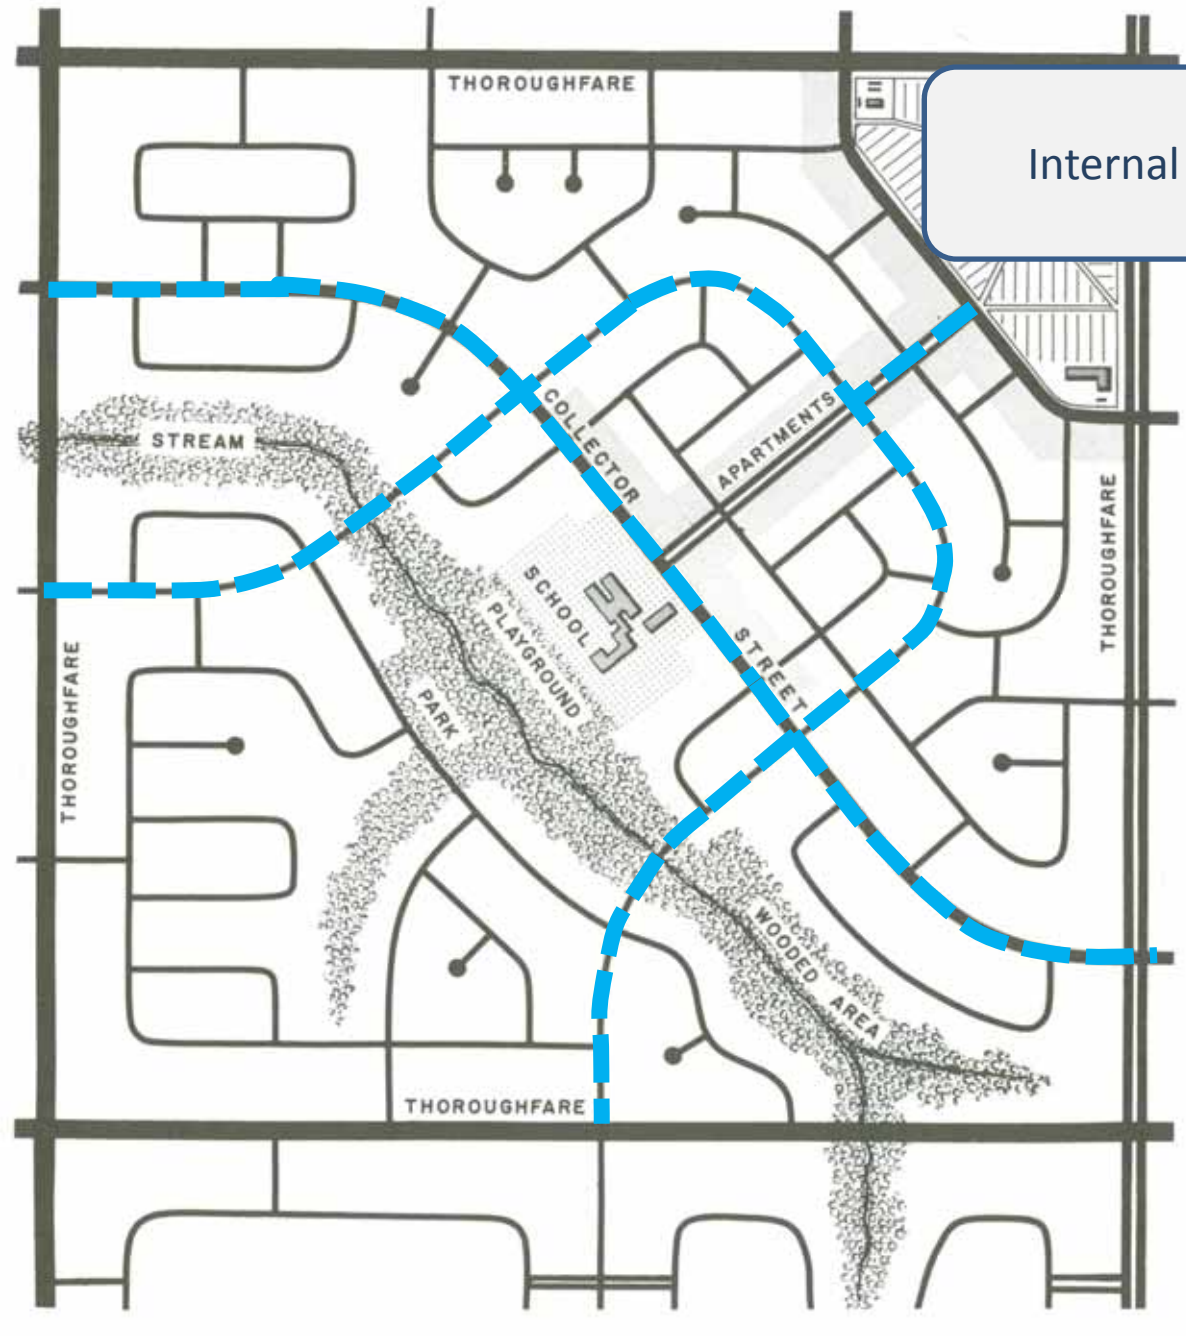 THOROUGHFARE
Internal
STREAM
COLLECTOR
APARTMENTS
THOROUGHFARE
SCHOOL
PLAYGROUND
STREET
PARK
THOROUGHFARE
WOODED AREA
THOROUGHFARE